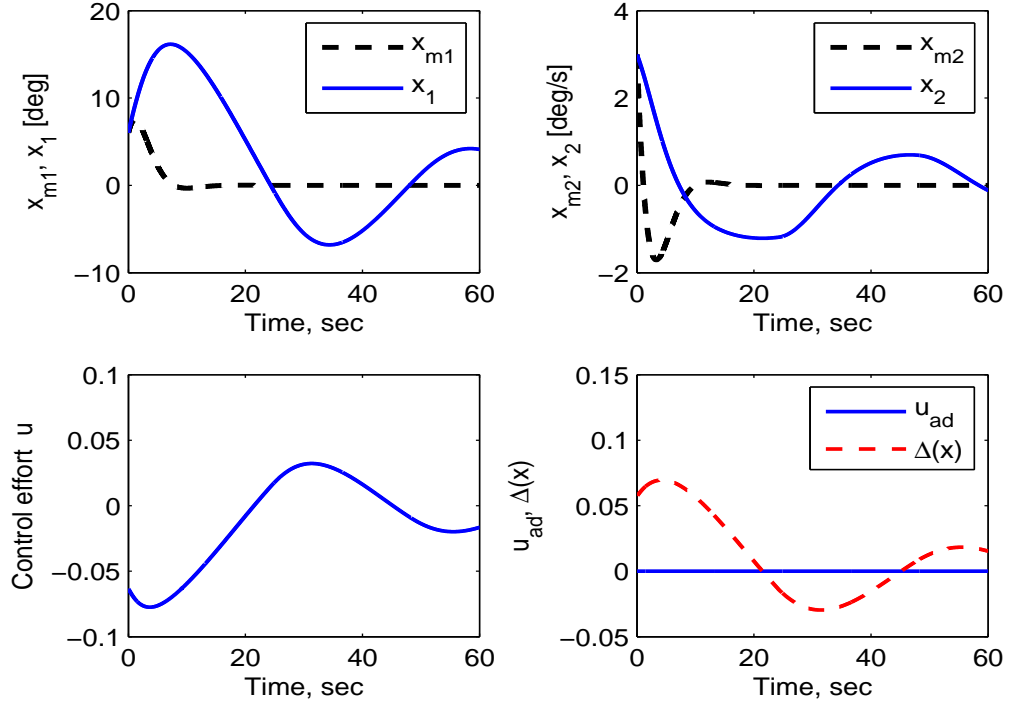 20
10
0
−10
0
20
40
60
x_m1, x_1 [deg]
Time, sec
x_m1
x_1
4
2
0
−2
0
20
40
60
x_m2, x_2 [deg/s]
Time, sec
x_m2
x_2
0.1
0.05
0
−0.05
−0.1
0
20
40
60
Control effort u
Time, sec
0.15
0.1
0.05
0
−0.05
0
20
40
60
u_ad, Δ(x)
Time, sec
u_ad
Δ(x)